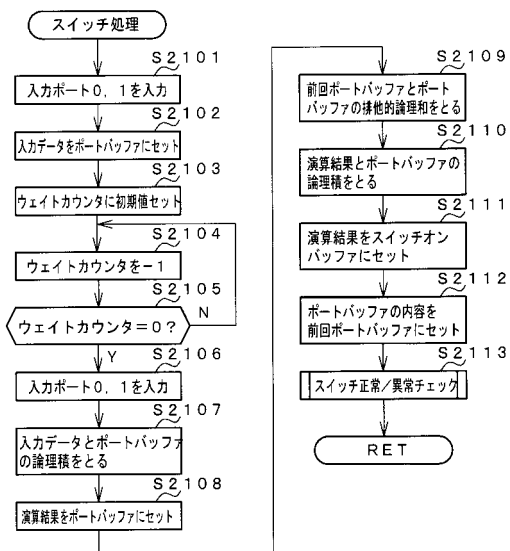 スイッチ処理
S2101
入力ポート0，1を入力
S2102
入力データをポートバッファにセット
S2103
ウェイトカウンタに初期値セット
S2104
ウェイトカウンタを−1
S2105
ウェイトカウンタ＝0？
N
Y
S2106
入力ポート0，1を入力
S2107
入力データとポートバッファ
の論理積をとる
S2108
演算結果をポートバッファにセット
S2109
前回ポートバッファとポート
バッファの排他的論理和をとる
S2110
演算結果とポートバッファの
論理積をとる
S2111
演算結果をスイッチオン
バッファにセット
S2112
ポートバッファの内容を
前回ポートバッファにセット
S2113
スイッチ正常／異常チェック
RET